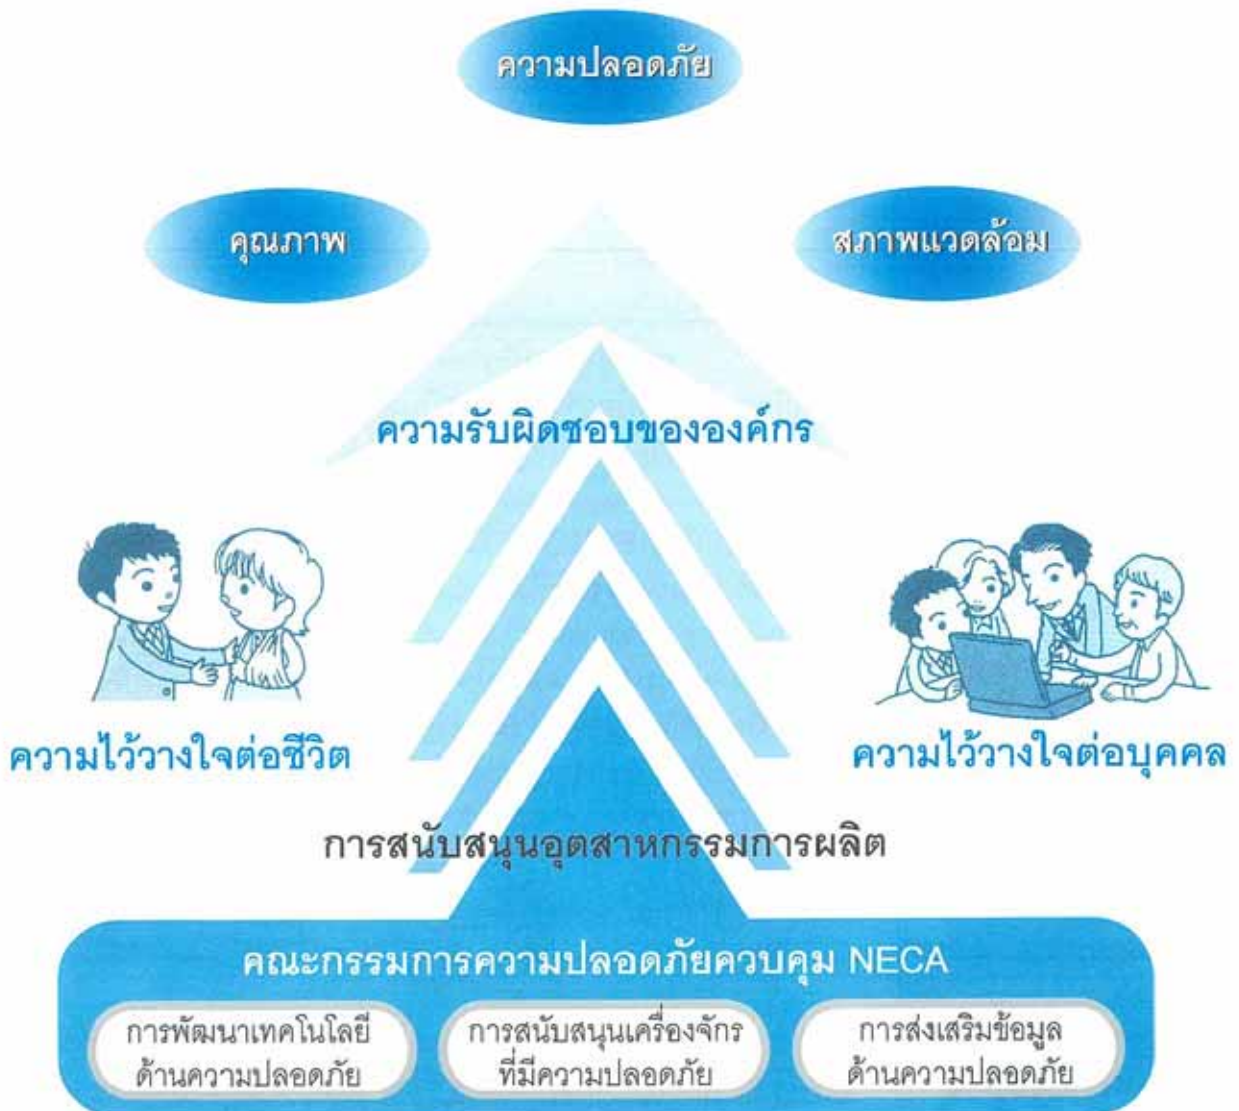 ความปลอดภัย
คุณภาพ
สภาพแวดล้อม
ความรับผิดชอบขององค์กร
ความไว้วางใจต่อชีวิต
ความไว้วางใจต่อบุคคล
การสนับสนุนอุตสาหกรรมการผลิต
คณะกรรมการความปลอดภัยควบคุม NECA
การพัฒนาเทคโนโลยี
ด้านความปลอดภัย
การสนับสนุนเครื่องจักร
ที่มีความปลอดภัย
การส่งเสริมข้อมูล
ด้านความปลอดภัย